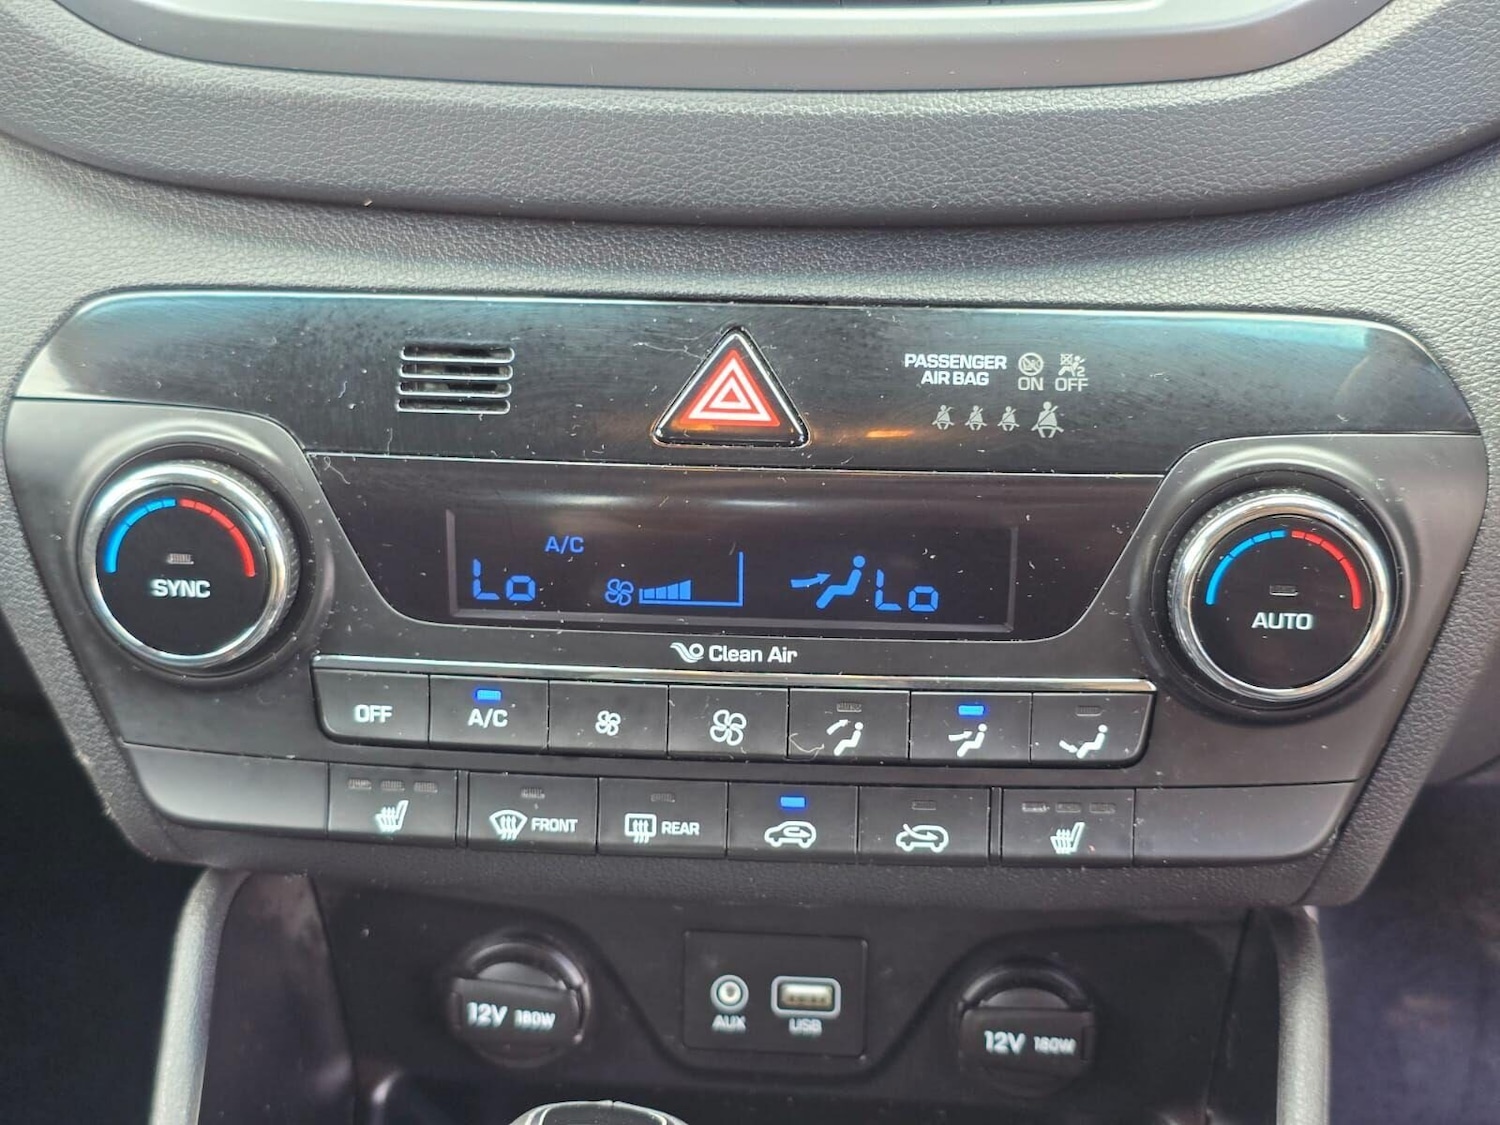 PASSENGER
AIR BAG
ON OFF
A/C
Lo
Lo
SYNC
AUTO
Clean Air
OFF
A/C
FRONT
REAR
12V 180W
AUX
USB
12V 180W